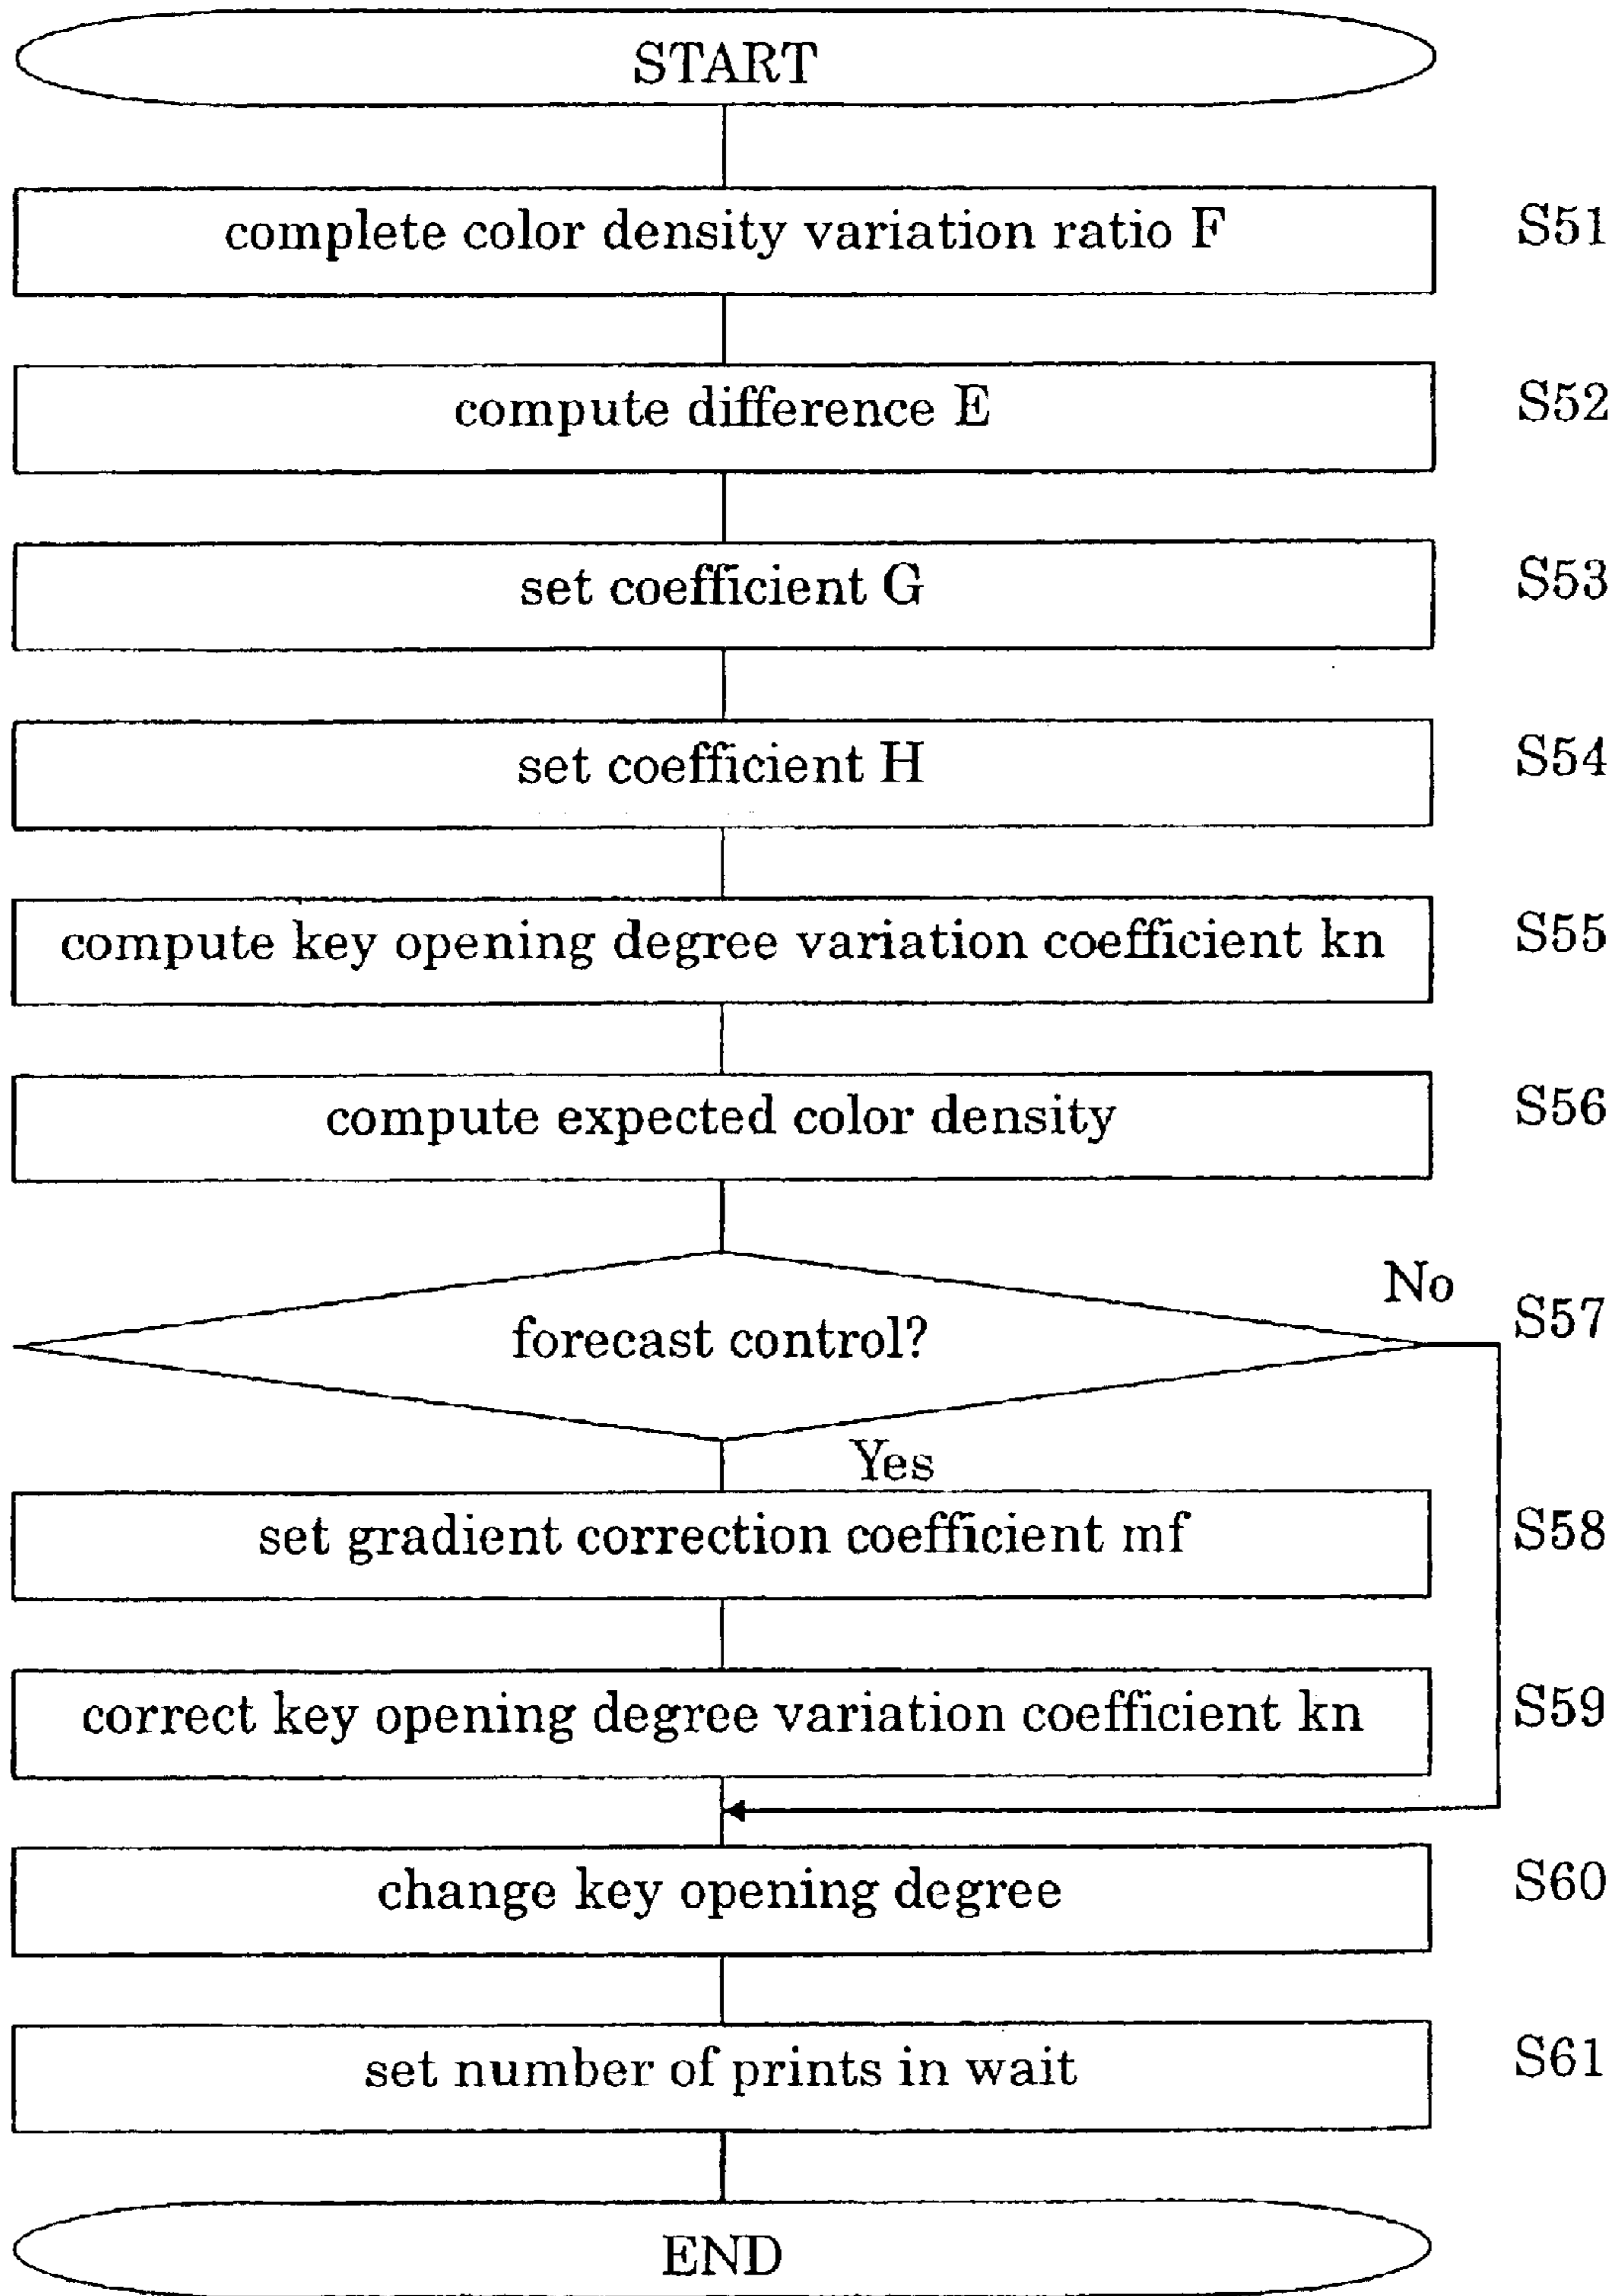 START
complete color density variation ratio F
S51
compute difference E
S52
set coefficient G
S53
set coefficient H
S54
compute key opening degree variation coefficient kn
S55
compute expected color density
S56
No
forecast control?
S57
Yes
set gradient correction coefficient mf
S58
correct key opening degree variation coefficient kn
S59
change key opening degree
S60
set number of prints in wait
S61
END